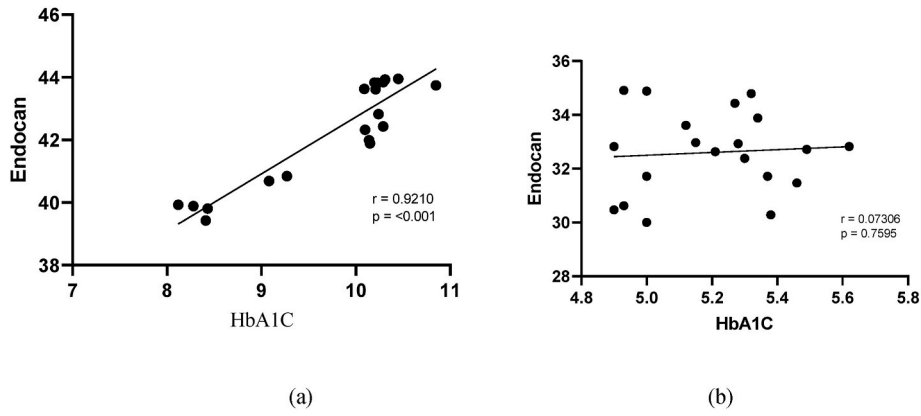 46
44
42
40
38
Endocan
r = 0.9210
p = <0.001
7
8
9
10
11
HbA1C
(a)
36
34
32
30
28
Endocan
r = 0.07306
p = 0.7595
4.8
5.0
5.2
5.4
5.6
5.8
HbA1C
(b)